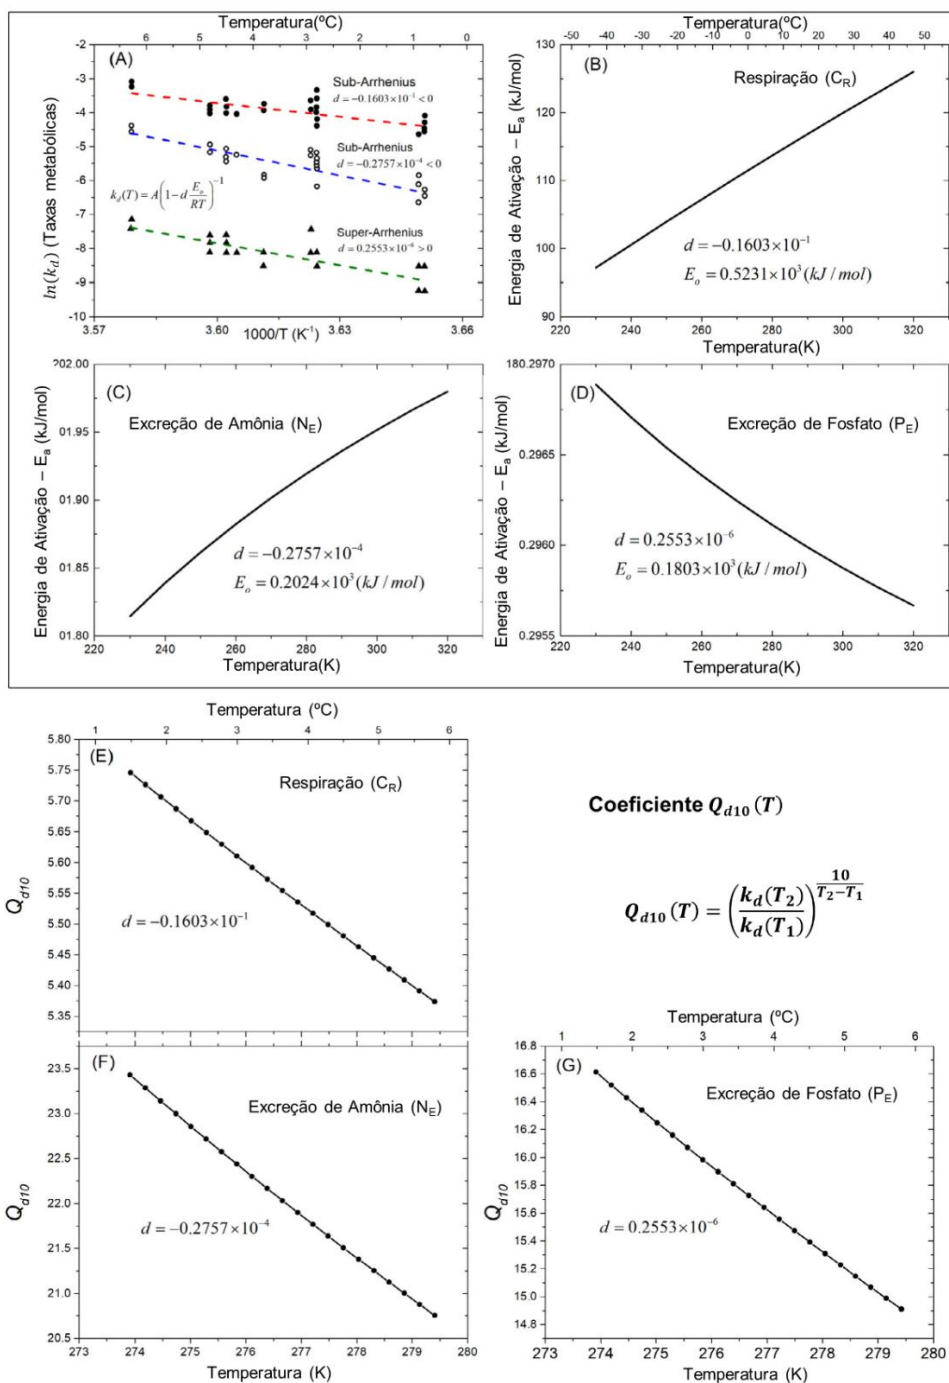 Temperatura(ºC)
6 5 4 3 2 1 0
(A)
Sub-Arrhenius
d = −0.1603×10⁻¹ < 0
Sub-Arrhenius
d = −0.2757×10⁻⁴ < 0
k_d(T) = A(1−d E_o/RT)⁻¹
Super-Arrhenius
d = 0.2553×10⁻⁶ > 0
ln(k_d) (Taxas metabólicas)
-2
-3
-4
-5
-6
-7
-8
-9
-10
3.57 3.60 3.63 3.66
1000/T (K⁻¹)
Temperatura(ºC)
-50 -40 -30 -20 -10 0 10 20 30 40 50
(B)
Respiração (C_R)
d = −0.1603×10⁻¹
E_o = 0.5231×10³(kJ / mol)
Energia de Ativação – E_a (kJ/mol)
130
120
110
100
90
220 240 260 280 300 320
Temperatura(K)
(C)
Excreção de Amônia (N_E)
d = −0.2757×10⁻⁴
E_o = 0.2024×10³(kJ / mol)
Energia de Ativação – E_a (kJ/mol)
202.00
01.95
01.90
01.85
01.80
220 240 260 280 300 320
Temperatura(K)
(D)
Excreção de Fosfato (P_E)
d = 0.2553×10⁻⁶
E_o = 0.1803×10³(kJ / mol)
Energia de Ativação – E_a (kJ/mol)
180.2970
0.2965
0.2960
0.2955
220 240 260 280 300 320
Temperatura(K)
Temperatura (ºC)
1 2 3 4 5 6
(E)
Respiração (C_R)
d = −0.1603×10⁻¹
Q_d10
5.80
5.75
5.70
5.65
5.60
5.55
5.50
5.45
5.40
5.35
Coeficiente Q_d10(T)
Q_d10(T) = (k_d(T₂)/k_d(T₁))^(10/(T₂−T₁))
(F)
Excreção de Amônia (N_E)
d = −0.2757×10⁻⁴
Q_d10
23.5
23.0
22.5
22.0
21.5
21.0
20.5
273 274 275 276 277 278 279 280
Temperatura (K)
Temperatura (ºC)
1 2 3 4 5 6
(G)
Excreção de Fosfato (P_E)
d = 0.2553×10⁻⁶
Q_d10
16.8
16.6
16.4
16.2
16.0
15.8
15.6
15.4
15.2
15.0
14.8
273 274 275 276 277 278 279 280
Temperatura (K)